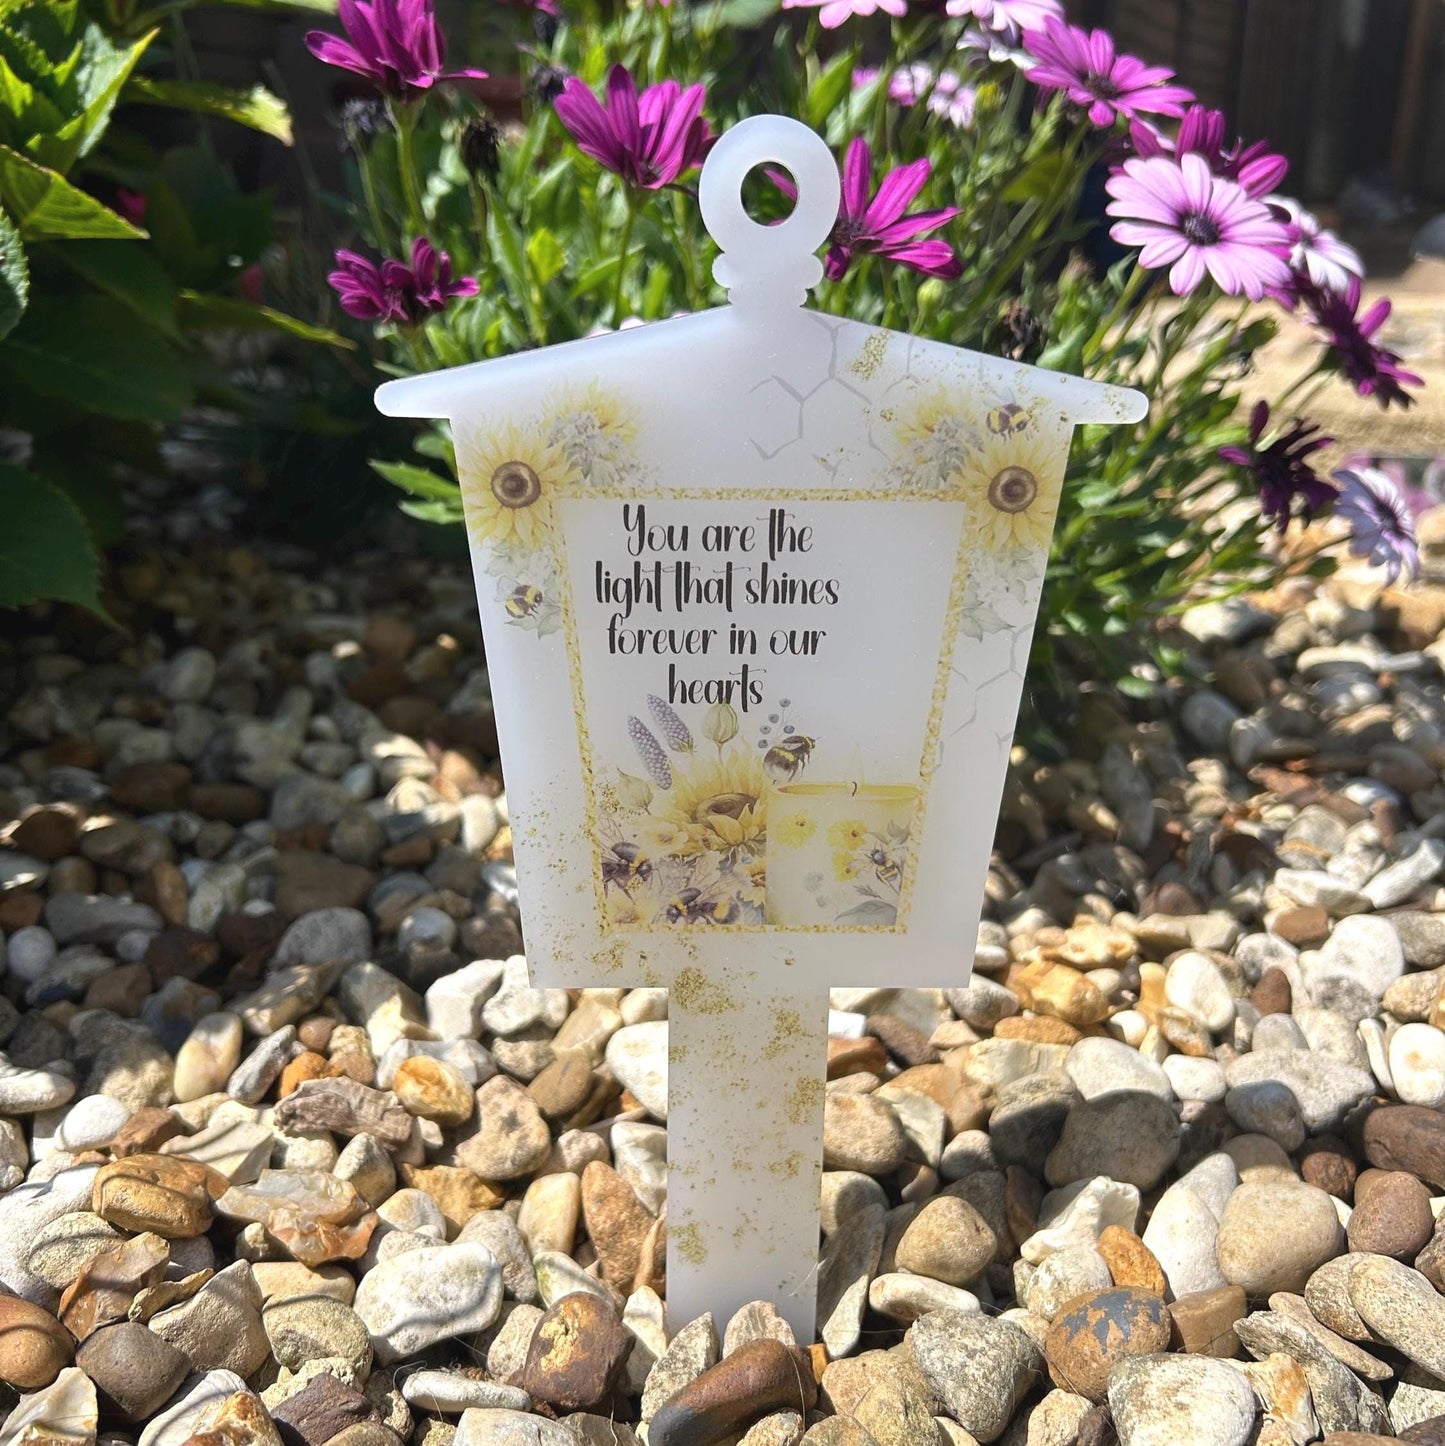 You are the
light that shines
forever in our
hearts